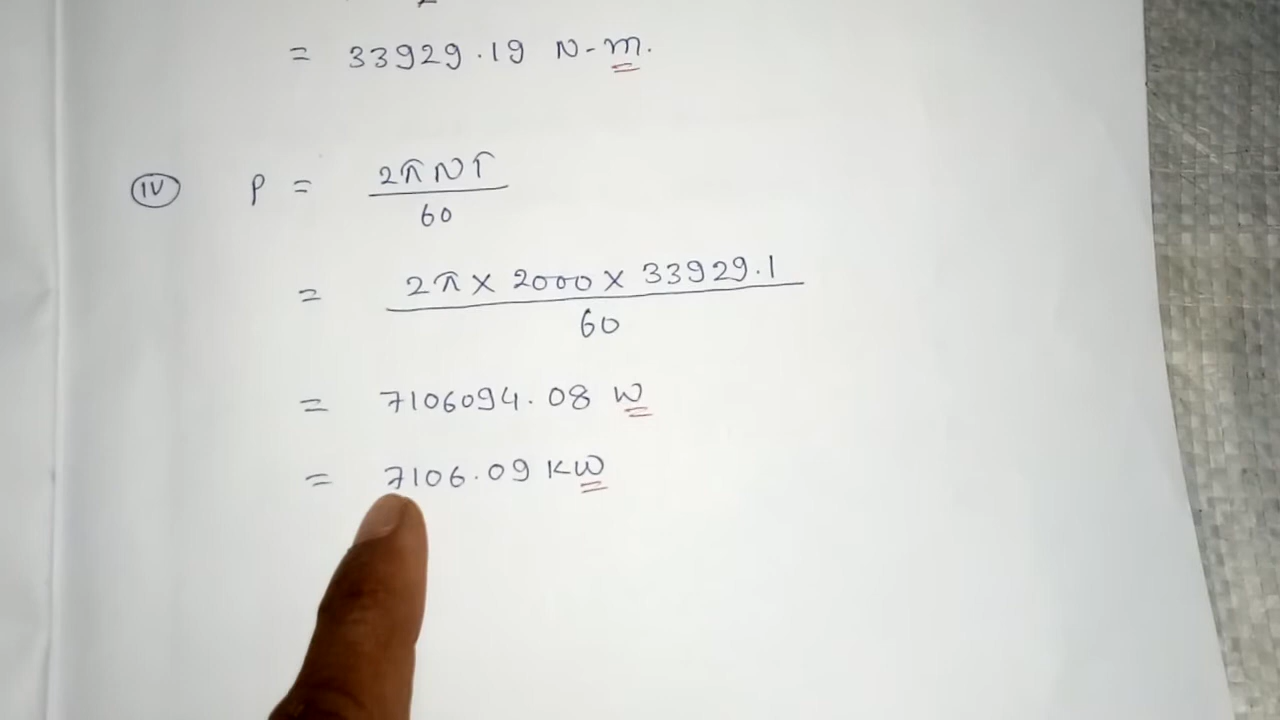 = 33929.19 N-m.
IV P = 2πNT
60
= 2π × 2000 × 33929.1
60
= 7106094.08 W
= 7106.09 KW